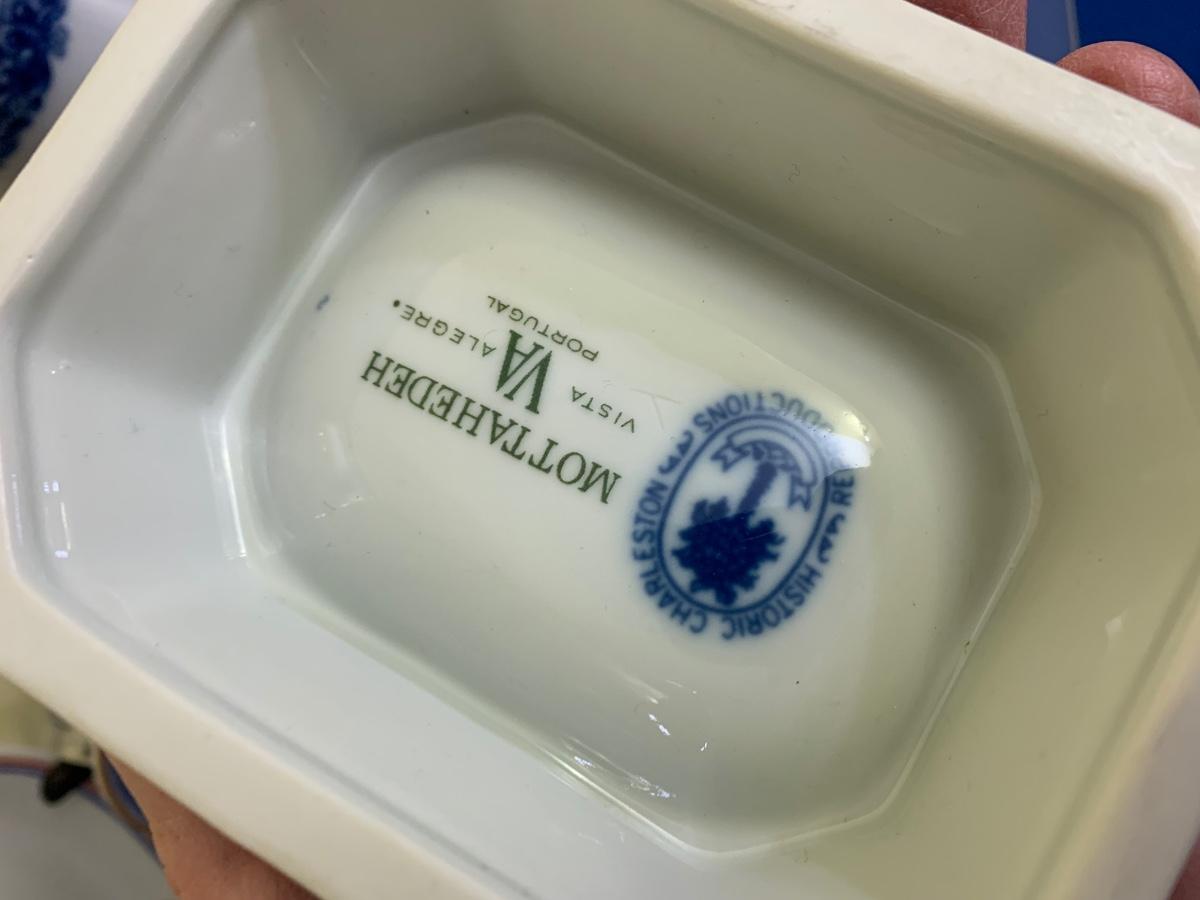 HISTORIC CHARLESTON REPRODUCTIONS
MOTTAHEDEH
VISTA VA ALEGRE.
PORTUGAL